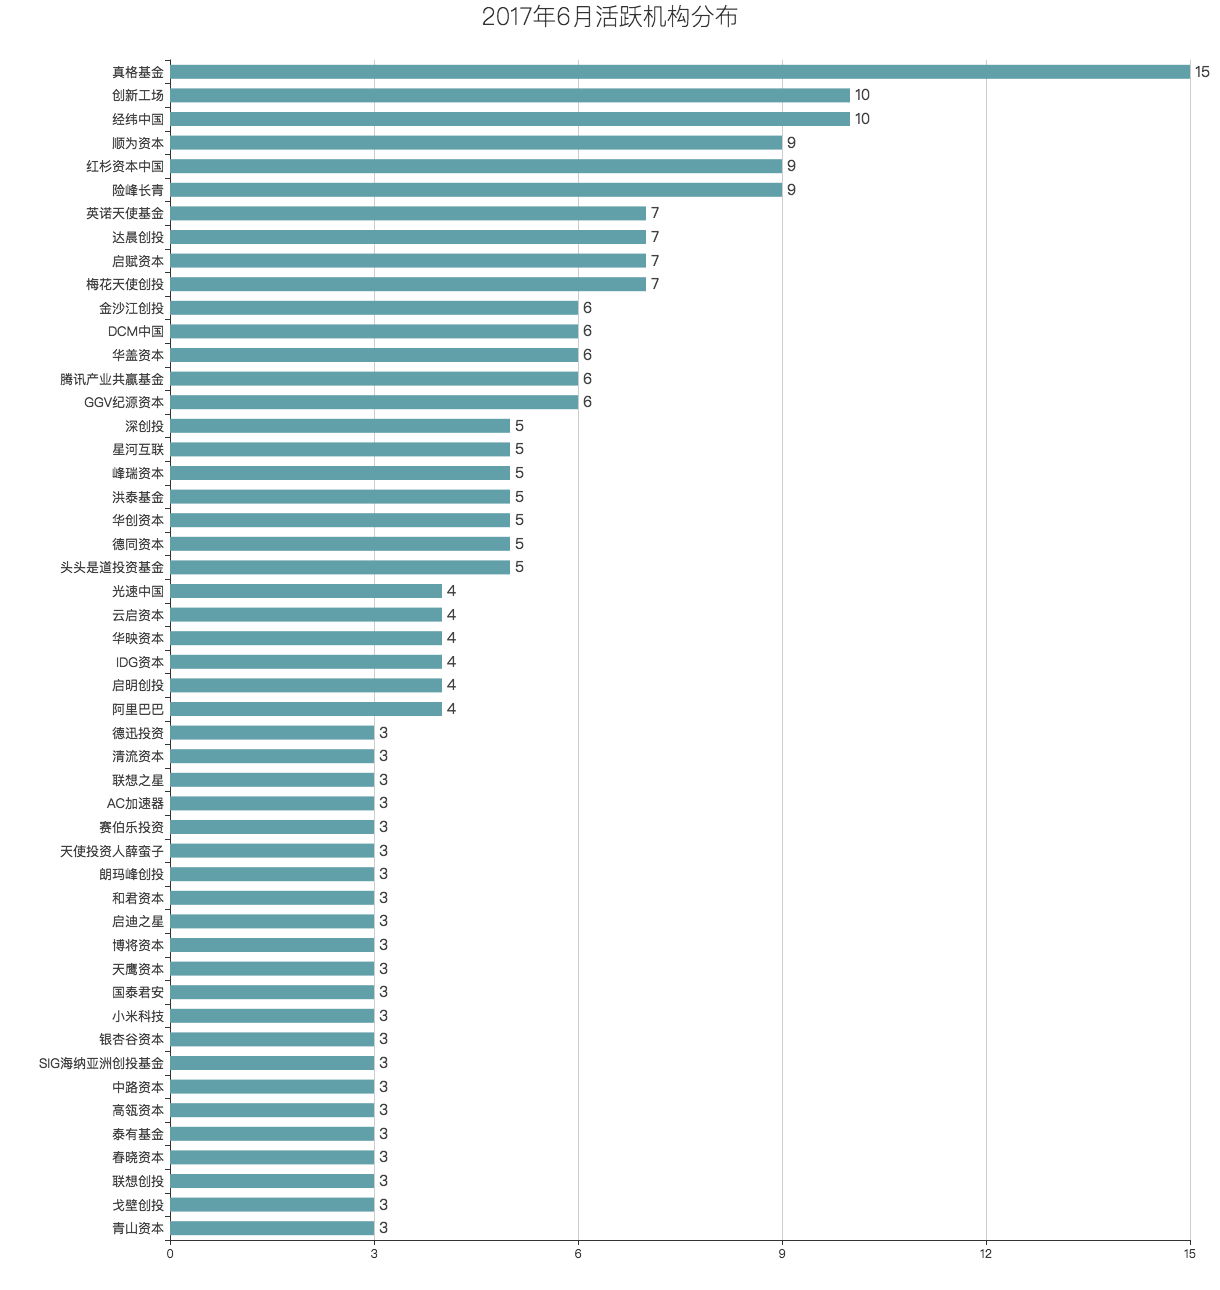 2017年6月活跃机构分布
真格基金 15
创新工场 10
经纬中国 10
顺为资本 9
红杉资本中国 9
险峰长青 9
英诺天使基金 7
达晨创投 7
启赋资本 7
梅花天使创投 7
金沙江创投 6
DCM中国 6
华盖资本 6
腾讯产业共赢基金 6
GGV纪源资本 6
深创投 5
星河互联 5
峰瑞资本 5
洪泰基金 5
华创资本 5
德同资本 5
头头是道投资基金 5
光速中国 4
云启资本 4
华映资本 4
IDG资本 4
启明创投 4
阿里巴巴 4
德迅投资 3
清流资本 3
联想之星 3
AC加速器 3
赛伯乐投资 3
天使投资人薛蛮子 3
朗玛峰创投 3
和君资本 3
启迪之星 3
博将资本 3
天鹰资本 3
国泰君安 3
小米科技 3
银杏谷资本 3
SIG海纳亚洲创投基金 3
中路资本 3
高瓴资本 3
泰有基金 3
春晓资本 3
联想创投 3
戈壁创投 3
青山资本 3
0 3 6 9 12 15